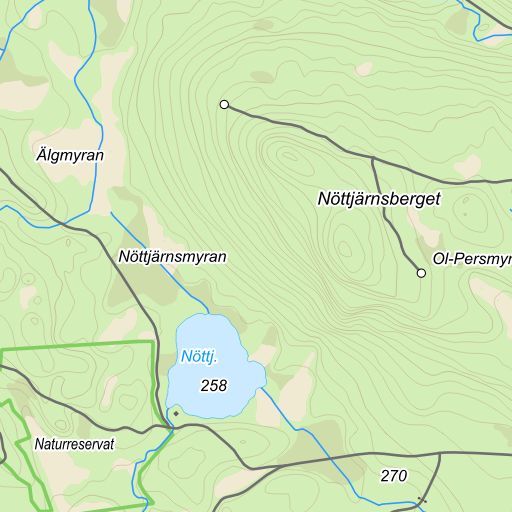 Älgmyran
Nöttjärnsberget
Nöttjärnsmyran
Ol-Persmyr
Nöttj.
258
Naturreservat
270